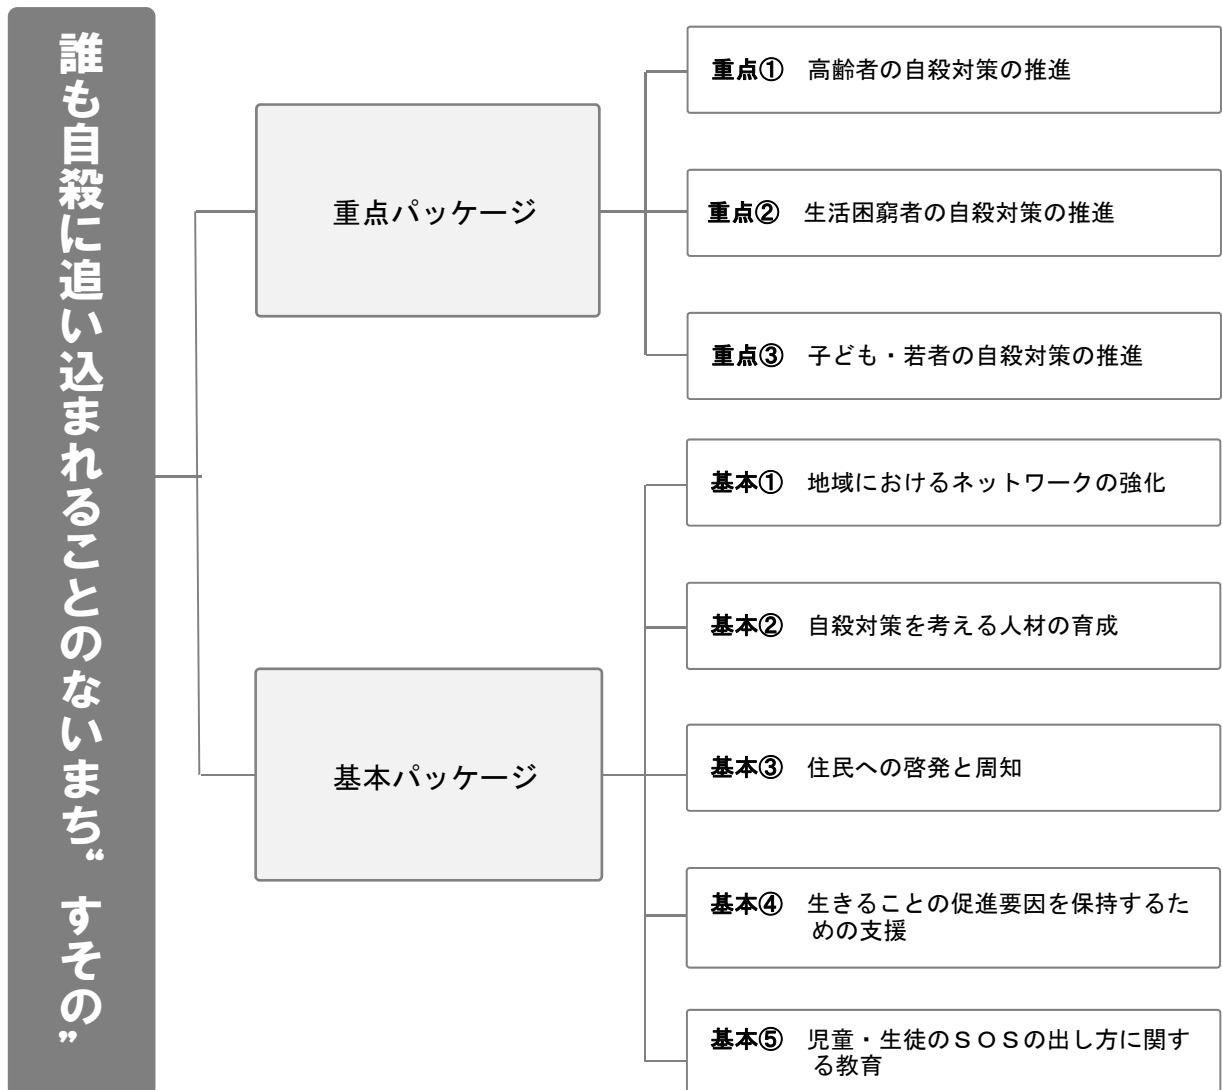 誰も自殺に追い込まれることのないまち“すその”
重点パッケージ
重点① 高齢者の自殺対策の推進
重点② 生活困窮者の自殺対策の推進
重点③ 子ども・若者の自殺対策の推進
基本パッケージ
基本① 地域におけるネットワークの強化
基本② 自殺対策を考える人材の育成
基本③ 住民への啓発と周知
基本④ 生きることの促進要因を保持するた
めの支援
基本⑤ 児童・生徒のＳＯＳの出し方に関す
る教育